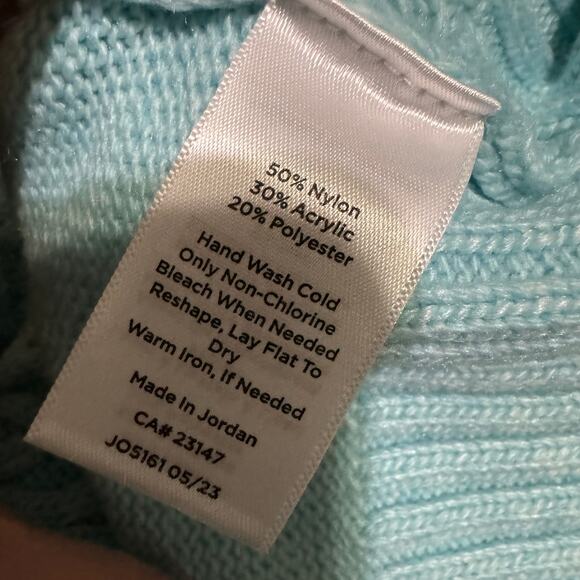 50% Nylon
30% Acrylic
20% Polyester
Hand Wash Cold
Only Non-Chlorine
Bleach When Needed
Reshape, Lay Flat To
Dry
Warm Iron, If Needed
Made In Jordan
CA# 23147
JO5161 05/23